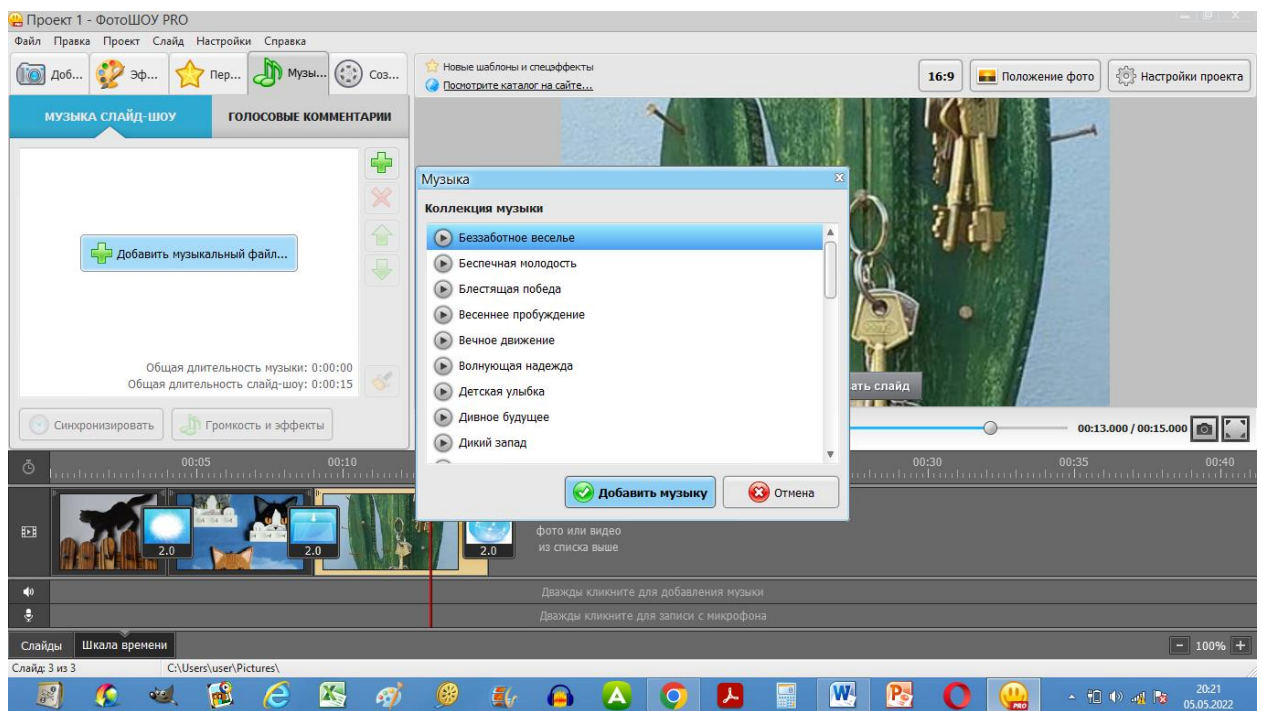 Проект 1 - ФотоШОУ PRO
Файл Правка Проект Слайд Настройки Справка
Доб... Эф... Пер... Музы... Соз...
Новые шаблоны и спецэффекты
Посмотрите каталог на сайте...
16:9 Положение фото Настройки проекта
МУЗЫКА СЛАЙД-ШОУ ГОЛОСОВЫЕ КОММЕНТАРИИ
Добавить музыкальный файл...
Общая длительность музыки: 0:00:00
Общая длительность слайд-шоу: 0:00:15
Синхронизировать Громкость и эффекты
Музыка
Коллекция музыки
Беззаботное веселье
Беспечная молодость
Блестящая победа
Весеннее пробуждение
Вечное движение
Волнующая надежда
Детская улыбка
Дивное будущее
Дикий запад
Добавить музыку Отмена
ать слайд
00:13.000 / 00:15.000
00:05 00:10 00:30 00:35 00:40
2.0 2.0 2.0
фото или видео
из списка выше
Дважды кликните для добавления музыки
Дважды кликните для записи с микрофона
Слайды Шкала времени
100%
Слайд: 3 из 3 C:\Users\user\Pictures\
PRO
20:21
05.05.2022